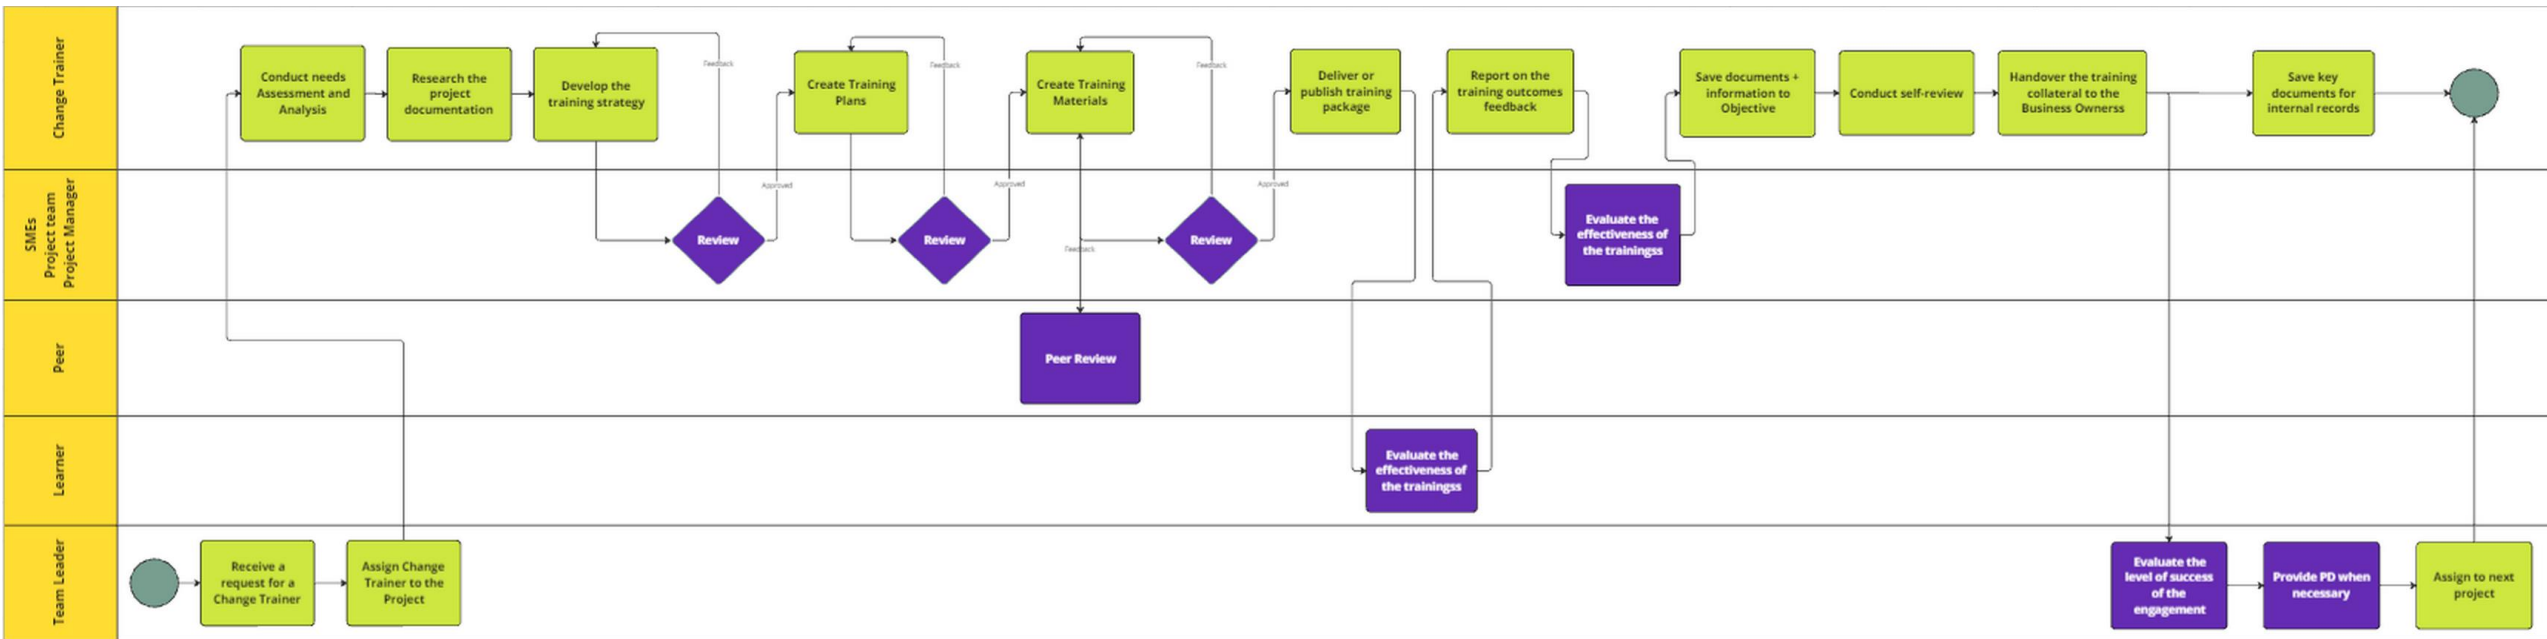 Change Trainer
Conduct needs
Assessment and
Analysis
Research the
project
documentation
Develop the
training strategy
Feedback
Create Training
Plans
Feedback
Create Training
Materials
Feedback
Deliver or
publish training
package
Report on the
training outcomes
feedback
Save documents +
information to
Objective
Conduct self-review
Handover the training
collateral to the
Business Ownerss
Save key
documents for
internal records
SMEs
Project team
Project Manager
Review
Approved
Review
Approved
Feedback
Review
Approved
Evaluate the
effectiveness of
the trainingss
Peer
Peer Review
Learner
Evaluate the
effectiveness of
the trainingss
Team Leader
Receive a
request for a
Change Trainer
Assign Change
Trainer to the
Project
Evaluate the
level of success
of the
engagement
Provide PD when
necessary
Assign to next
project